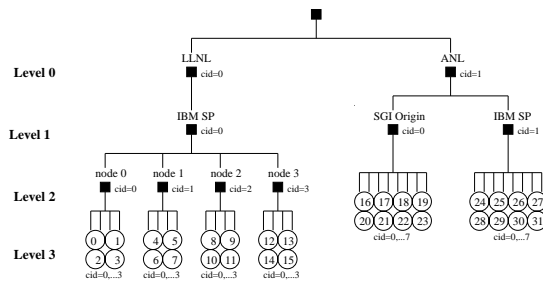 LLNL
ANL
Level 0
cid=0
cid=1
IBM SP
SGI Origin
IBM SP
Level 1
cid=0
cid=0
cid=1
node 0
node 1
node 2
node 3
Level 2
cid=0
cid=1
cid=2
cid=3
16 17 18 19
24 25 26 27
20 21 22 23
28 29 30 31
cid=0,...7
cid=0,...7
Level 3
0 1
4 5
8 9
12 13
2 3
6 7
10 11
14 15
cid=0,...3
cid=0,...3
cid=0,...3
cid=0,...3